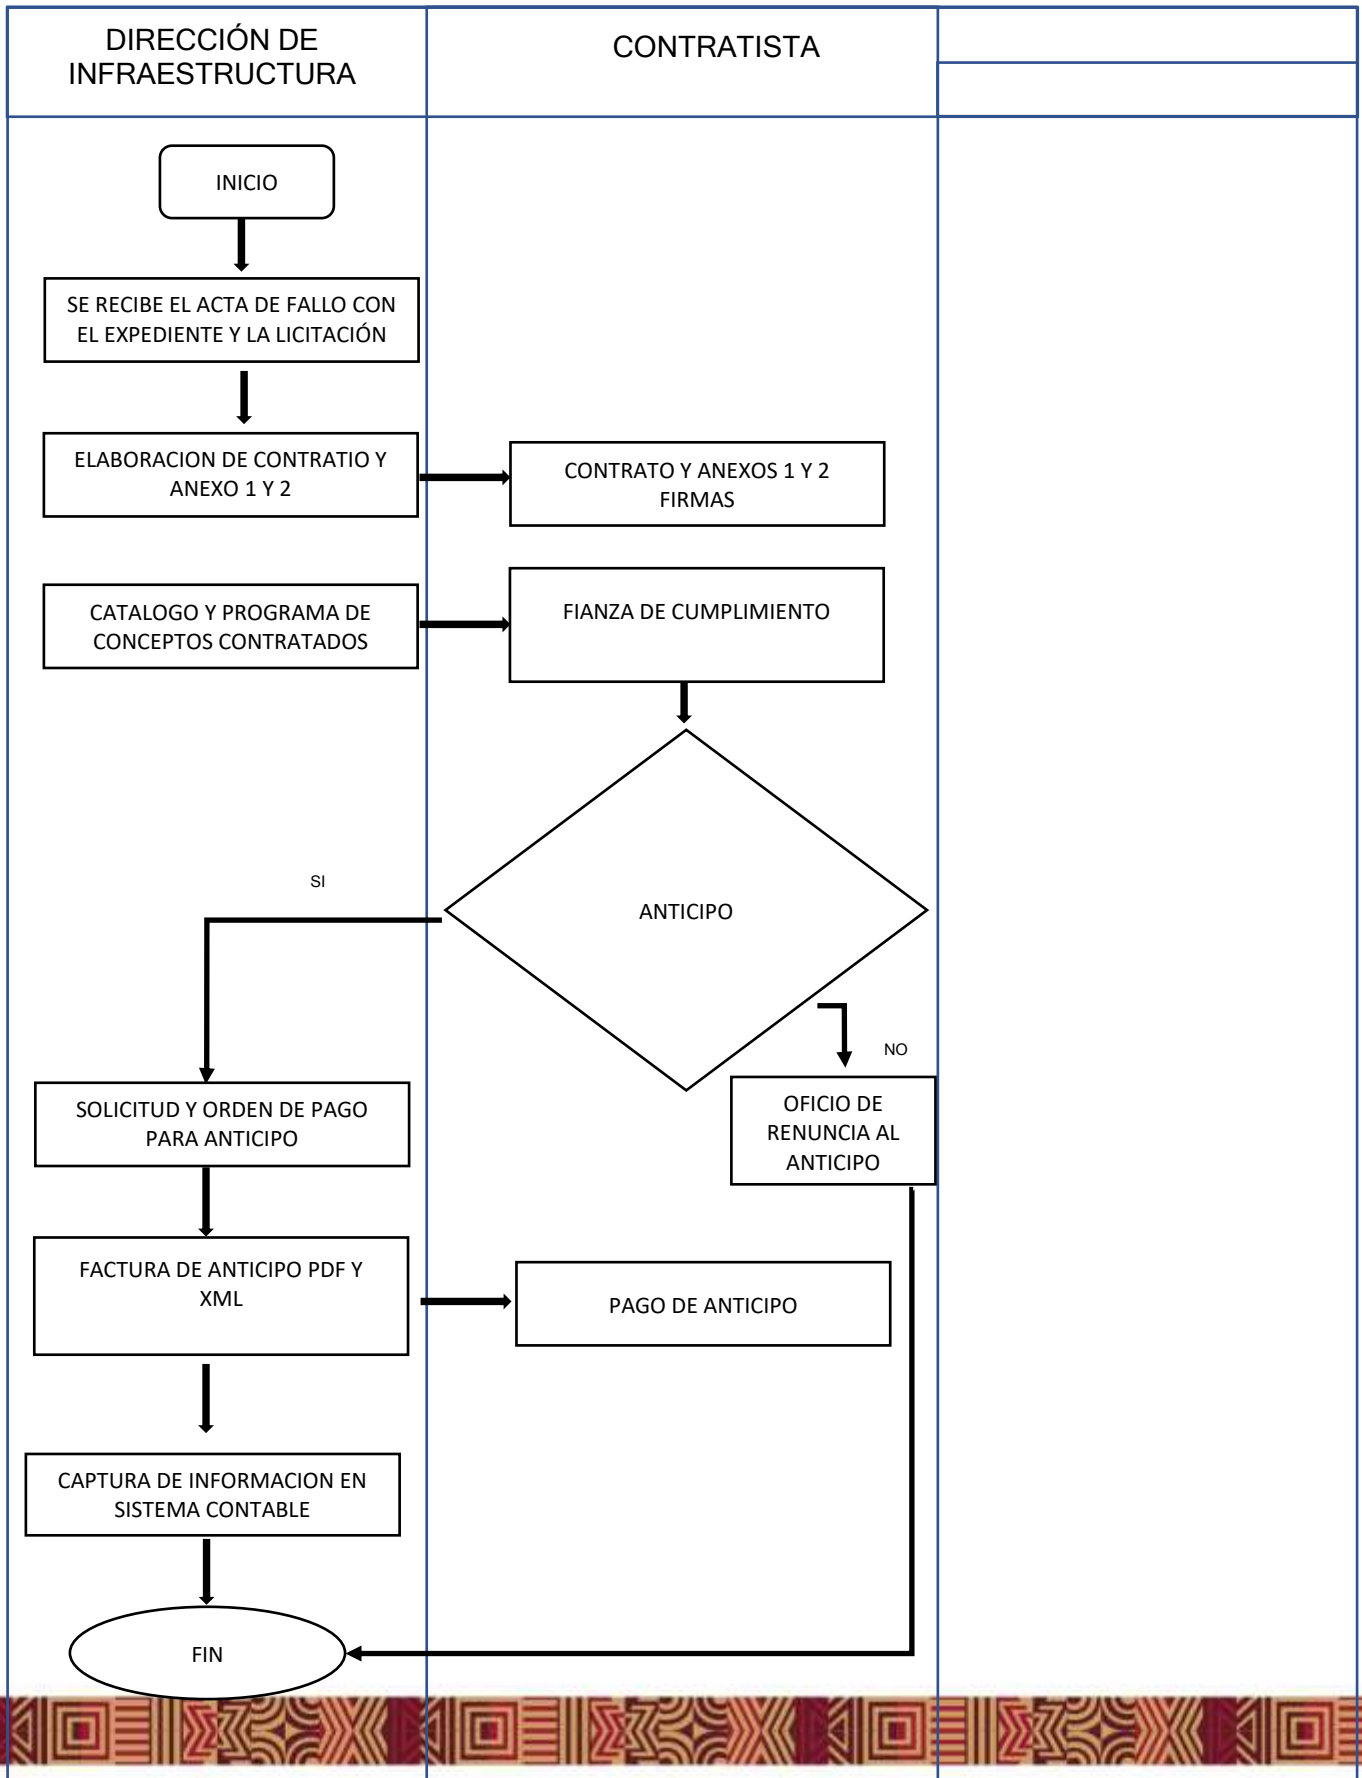 DIRECCIÓN DE
INFRAESTRUCTURA
CONTRATISTA
INICIO
SE RECIBE EL ACTA DE FALLO CON
EL EXPEDIENTE Y LA LICITACIÓN
ELABORACION DE CONTRATIO Y
ANEXO 1 Y 2
CONTRATO Y ANEXOS 1 Y 2
FIRMAS
CATALOGO Y PROGRAMA DE
CONCEPTOS CONTRATADOS
FIANZA DE CUMPLIMIENTO
ANTICIPO
SI
NO
SOLICITUD Y ORDEN DE PAGO
PARA ANTICIPO
OFICIO DE
RENUNCIA AL
ANTICIPO
FACTURA DE ANTICIPO PDF Y
XML
PAGO DE ANTICIPO
CAPTURA DE INFORMACION EN
SISTEMA CONTABLE
FIN